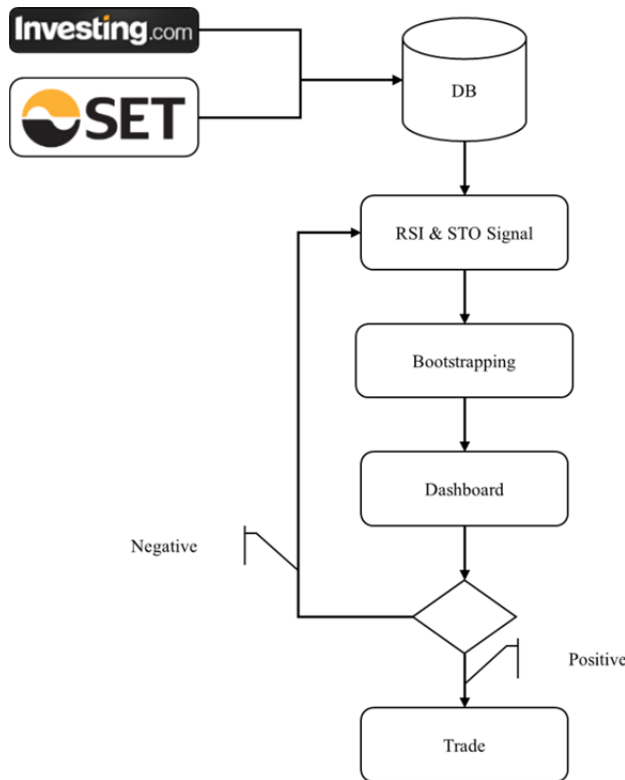 Investing.com
SET
DB
RSI & STO Signal
Bootstrapping
Dashboard
Negative
Positive
Trade